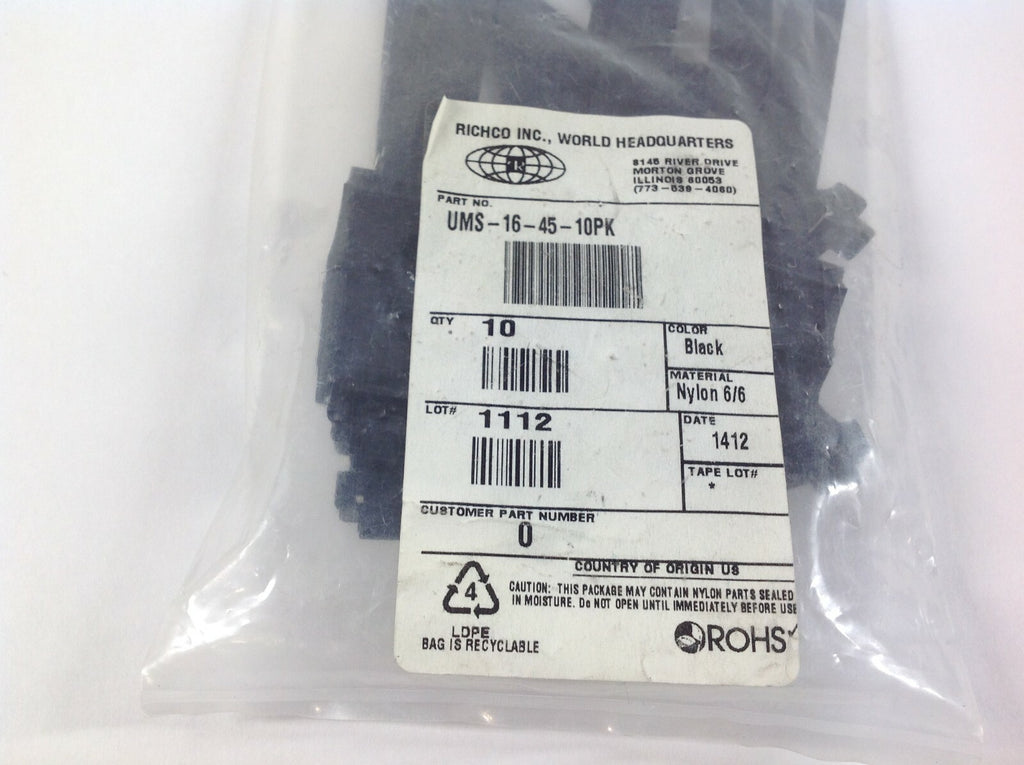 RICHCO INC., WORLD HEADQUARTERS
8145 RIVER DRIVE
MORTON GROVE
ILLINOIS 60053
(773-539-4060)
PART NO.
UMS-16-45-10PK
QTY 10
COLOR
Black
MATERIAL
Nylon 6/6
LOT# 1112
DATE
1412
TAPE LOT#
*
CUSTOMER PART NUMBER
0
COUNTRY OF ORIGIN US
4
LDPE
BAG IS RECYCLABLE
CAUTION: THIS PACKAGE MAY CONTAIN NYLON PARTS SEALED
IN MOISTURE. Do NOT OPEN UNTIL IMMEDIATELY BEFORE USE
ROHS✓